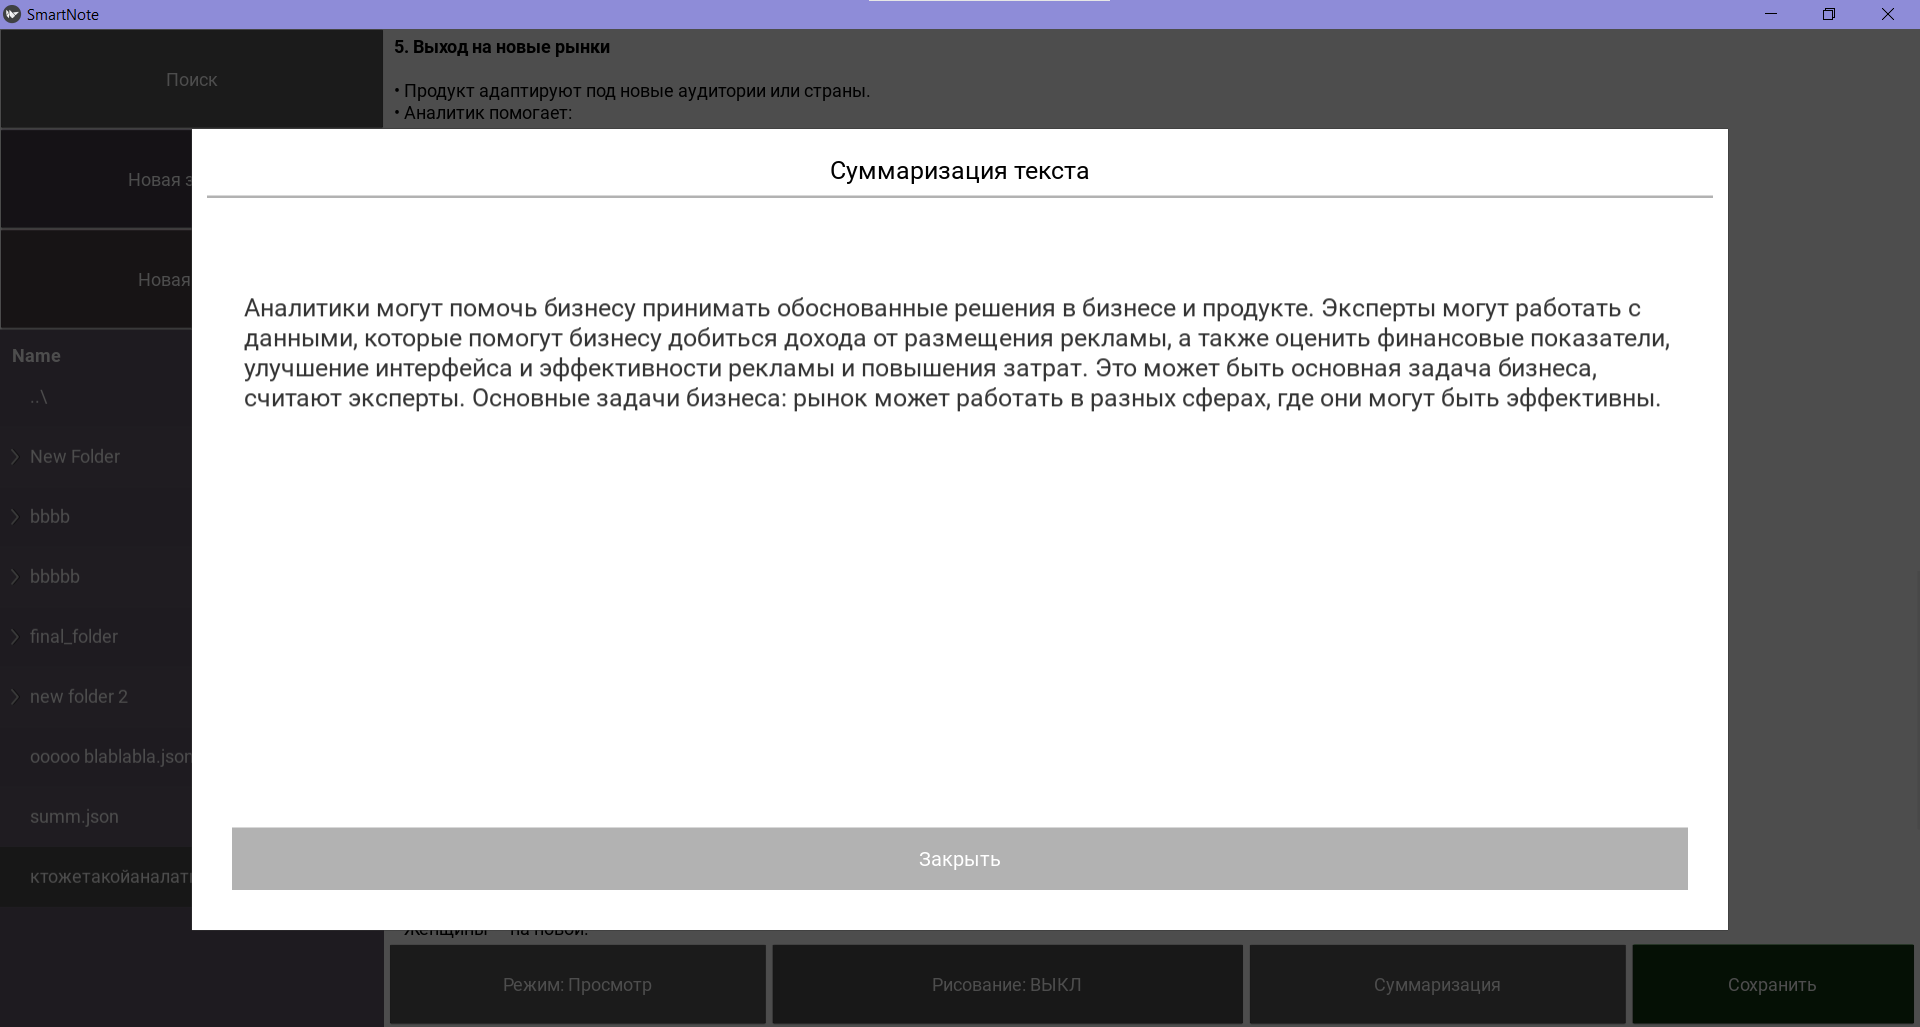 SmartNote
Поиск
5. Выход на новые рынки
• Продукт адаптируют под новые аудитории или страны.
• Аналитик помогает:
Новая з
Новая
Суммаризация текста
Аналитики могут помочь бизнесу принимать обоснованные решения в бизнесе и продукте. Эксперты могут работать с
данными, которые помогут бизнесу добиться дохода от размещения рекламы, а также оценить финансовые показатели,
улучшение интерфейса и эффективности рекламы и повышения затрат. Это может быть основная задача бизнеса,
считают эксперты. Основные задачи бизнеса: рынок может работать в разных сферах, где они могут быть эффективны.
Закрыть
Name
..\
New Folder
bbbb
bbbbb
final_folder
new folder 2
ooooo blablabla.json
summ.json
ктожетакойаналати
Режим: Просмотр
Рисование: ВЫКЛ
Суммаризация
Сохранить